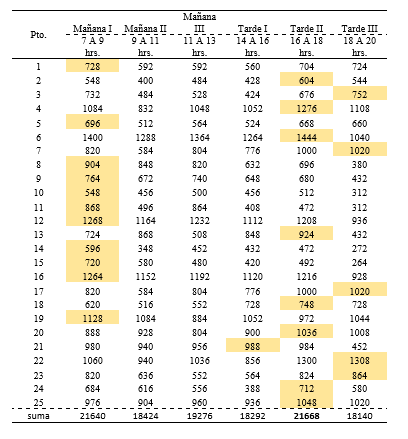 Pto. Mañana I 7 A 9 hrs. Mañana II 9 A 11 hrs. Mañana III 11 A 13 hrs. Tarde I 14 A 16 hrs. Tarde II 16 A 18 hrs. Tarde III 18 A 20 hrs.
1 728 592 592 560 704 724
2 548 400 484 428 604 544
3 732 484 528 424 676 752
4 1084 832 1048 1052 1276 1108
5 696 512 564 524 668 660
6 1400 1288 1364 1264 1444 1040
7 820 584 804 776 1000 1020
8 904 848 820 632 696 380
9 764 672 740 648 680 432
10 548 456 500 456 512 312
11 868 496 864 408 472 312
12 1268 1164 1232 1112 1208 936
13 724 868 508 848 924 432
14 596 348 452 432 472 272
15 720 580 480 420 492 264
16 1264 1152 1192 1120 1216 928
17 820 584 804 776 1000 1020
18 620 516 552 728 748 728
19 1128 1084 884 1052 972 1044
20 888 928 804 900 1036 1008
21 980 940 956 988 984 452
22 1060 940 1036 856 1300 1308
23 820 636 552 564 824 864
24 684 616 556 388 712 580
25 976 904 960 936 1048 1020
suma 21640 18424 19276 18292 21668 18140